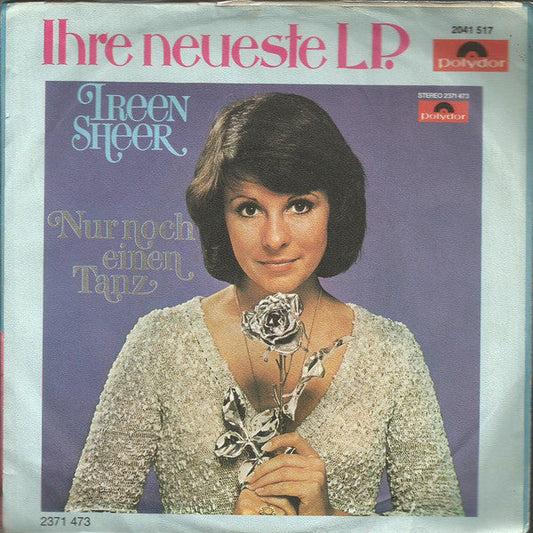 Ihre neueste LP.
2041 517
Polydor
IREEN
SHEER
STEREO 2371 473
Polydor
Nur noch
einen
Tanz
2371 473